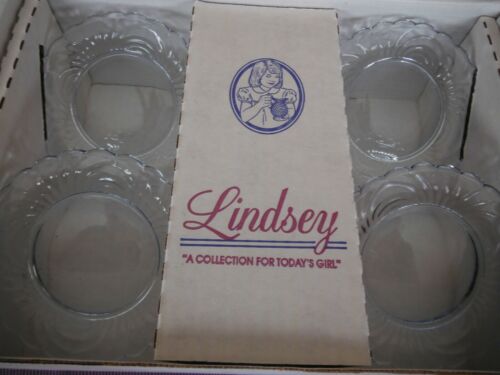 Lindsey
"A COLLECTION FOR TODAY'S GIRL"